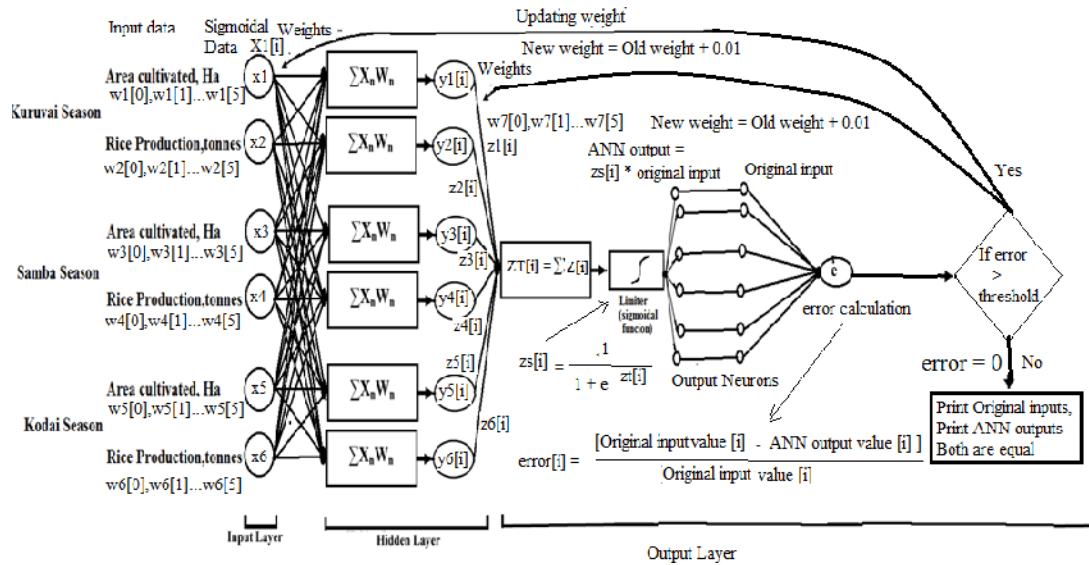 Updating weight
Input data
Sigmoidal
Data X1[i]
Weights
New weight = Old weight + 0.01
Weights
Kuruvai Season
Area cultivated, Ha
w1[0],w1[1]...w1[5]
x1
∑XnWn
y1[i]
Rice Production,tonnes
w2[0],w2[1]...w2[5]
x2
∑XnWn
y2[i]
w7[0],w7[1]...w7[5]
z1[i]
New weight = Old weight + 0.01
ANN output =
zs[i] * original input
Original input
Yes
z2[i]
Samba Season
Area cultivated, Ha
w3[0],w3[1]...w3[5]
x3
∑XnWn
y3[i]
z3[i]
Rice Production,tonnes
w4[0],w4[1]...w4[5]
x4
∑XnWn
y4[i]
z4[i]
Limiter
(sigmoidal
funcon)
e
error calculation
If error
>
threshold
Kodai Season
Area cultivated, Ha
w5[0],w5[1]...w5[5]
x5
∑XnWn
y5[i]
z5[i]
zs[i] = 1
1 + e zt[i]
Output Neurons
error = 0
No
Rice Production,tonnes
w6[0],w6[1]...w6[5]
x6
∑XnWn
y6[i]
z6[i]
error[i] =
[Original input value [i] - ANN output value [i] ]
Original input value [i]
Print Original inputs,
Print ANN outputs
Both are equal
Input Layer
Hidden Layer
Output Layer